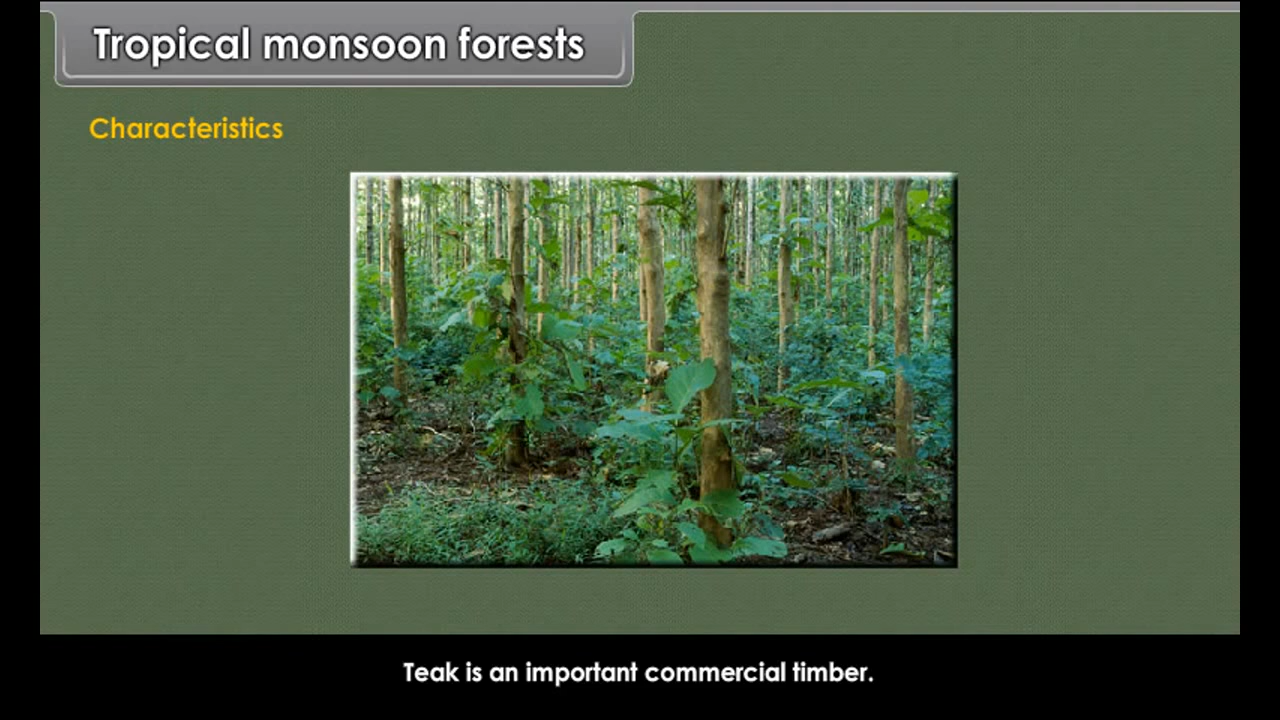 Tropical monsoon forests
Characteristics
Teak is an important commercial timber.